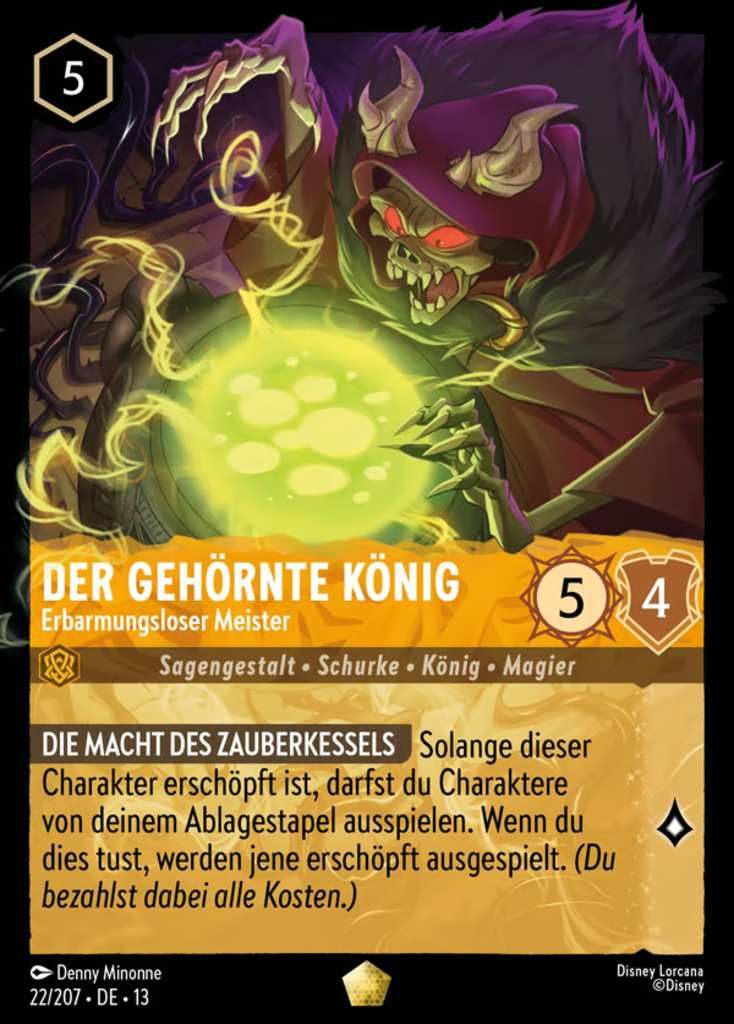 5
DER GEHÖRNTE KÖNIG
Erbarmungsloser Meister
5
4
Sagengestalt • Schurke • König • Magier
DIE MACHT DES ZAUBERKESSELS Solange dieser
Charakter erschöpft ist, darfst du Charaktere
von deinem Ablagestapel ausspielen. Wenn du
dies tust, werden jene erschöpft ausgespielt. (Du
bezahlst dabei alle Kosten.)
Denny Minonne
22/207 • DE • 13
Disney Lorcana
©Disney